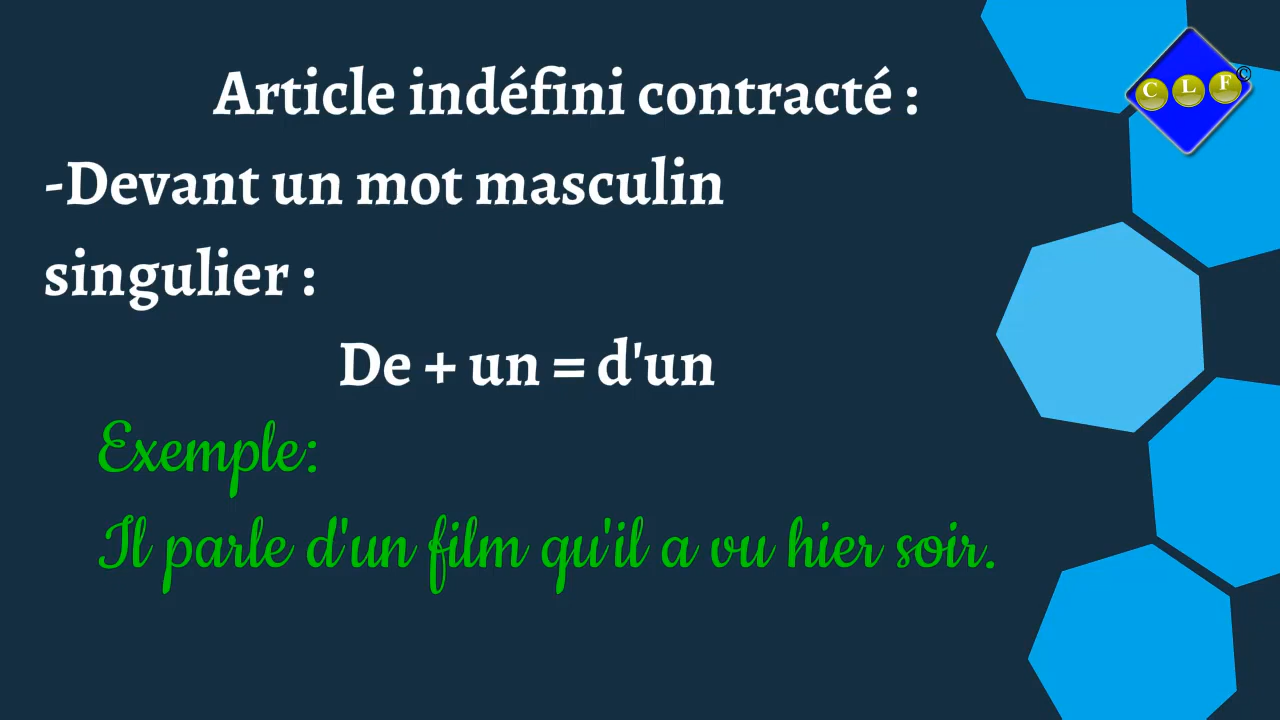 Article indéfini contracté :
C L F ©
-Devant un mot masculin
singulier :
De + un = d'un
Exemple:
Il parle d'un film qu'il a vu hier soir.